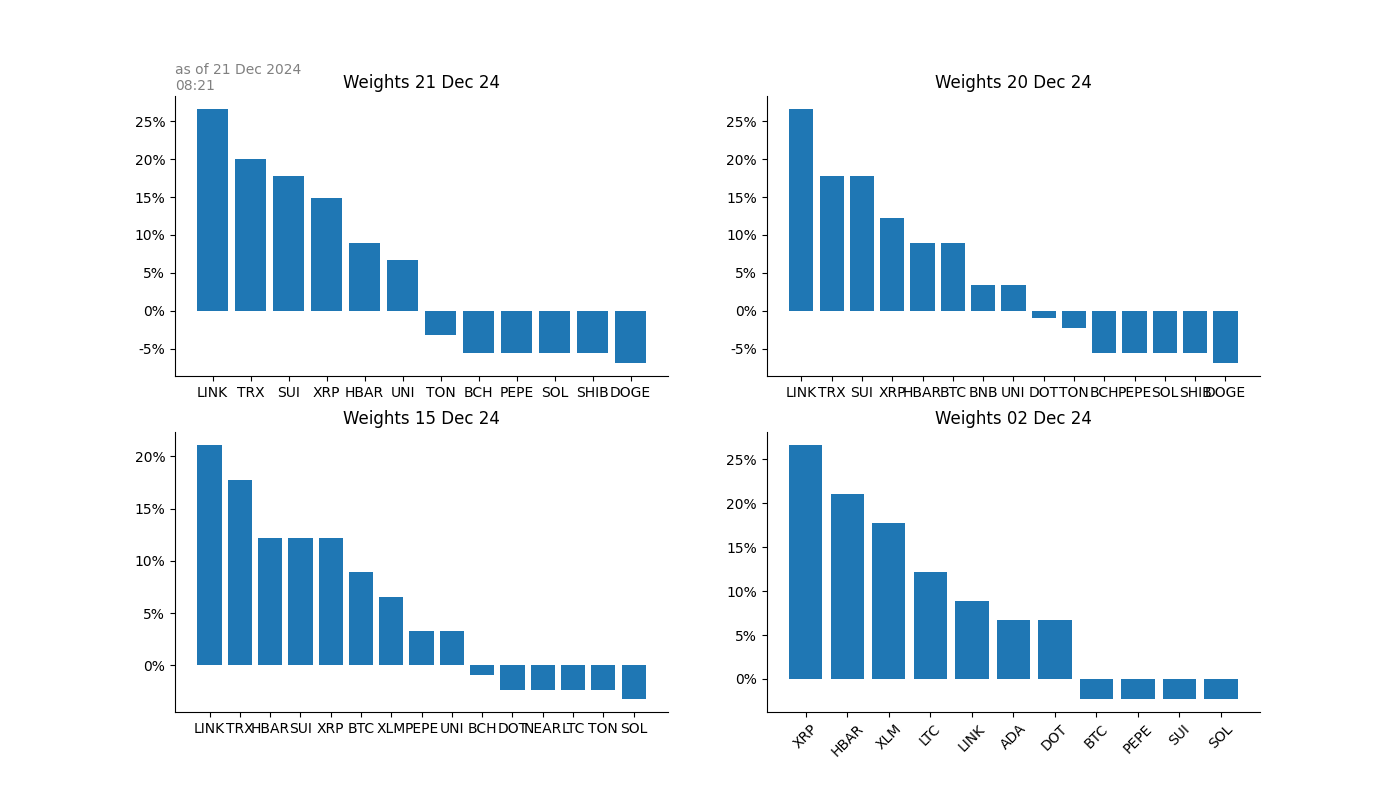 as of 21 Dec 2024
08:21
Weights 21 Dec 24
25%
20%
15%
10%
5%
0%
-5%
LINK TRX SUI XRP HBAR UNI TON BCH PEPE SOL SHIB DOGE
Weights 20 Dec 24
25%
20%
15%
10%
5%
0%
-5%
LINK TRX SUI XRP HBAR BTC BNB UNI DOT TON BCH PEPE SOL SHIB DOGE
Weights 15 Dec 24
20%
15%
10%
5%
0%
LINK TRX HBAR SUI XRP BTC XLM PEPE UNI BCH DOT NEAR LTC TON SOL
Weights 02 Dec 24
25%
20%
15%
10%
5%
0%
XRP HBAR XLM LTC LINK ADA DOT BTC PEPE SUI SOL